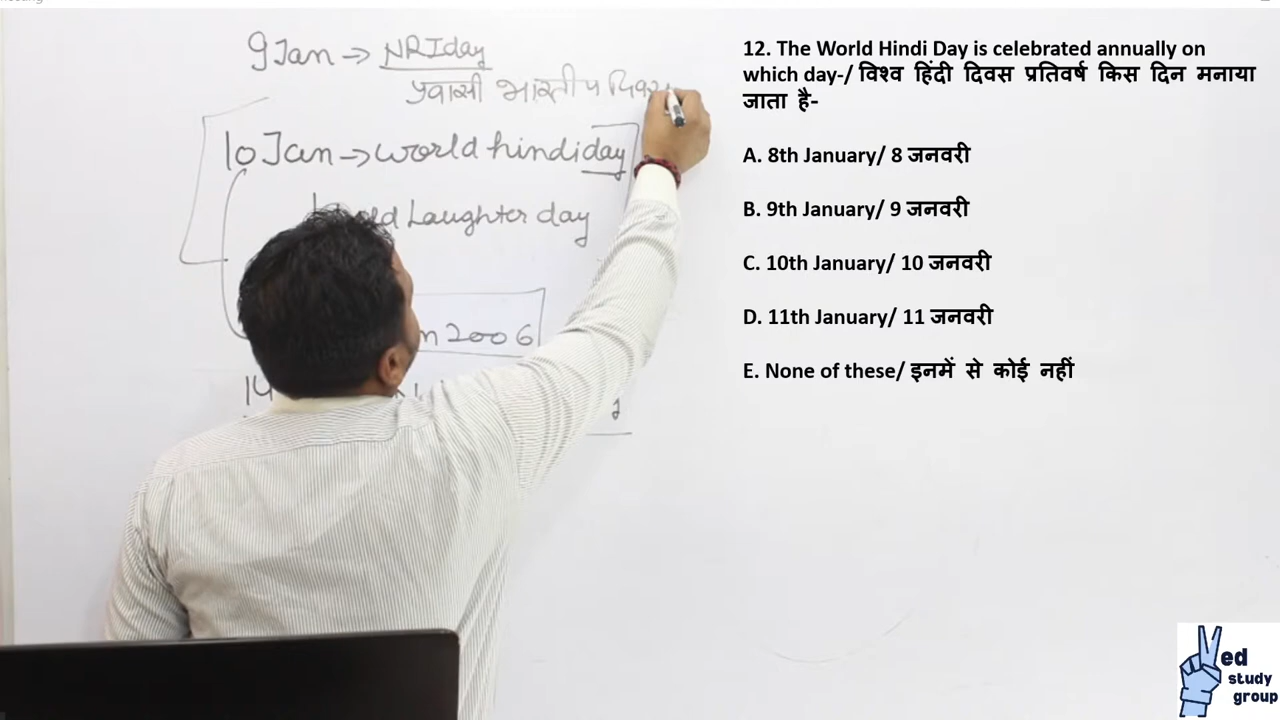 9 Jan → NRI day
प्रवासी भारतीय दिवस
10 Jan → world hindi day
Laughter day
2006
14
12. The World Hindi Day is celebrated annually on
which day-/ विश्व हिंदी दिवस प्रतिवर्ष किस दिन मनाया
जाता है-
A. 8th January/ 8 जनवरी
B. 9th January/ 9 जनवरी
C. 10th January/ 10 जनवरी
D. 11th January/ 11 जनवरी
E. None of these/ इनमें से कोई नहीं
Ved
study
group